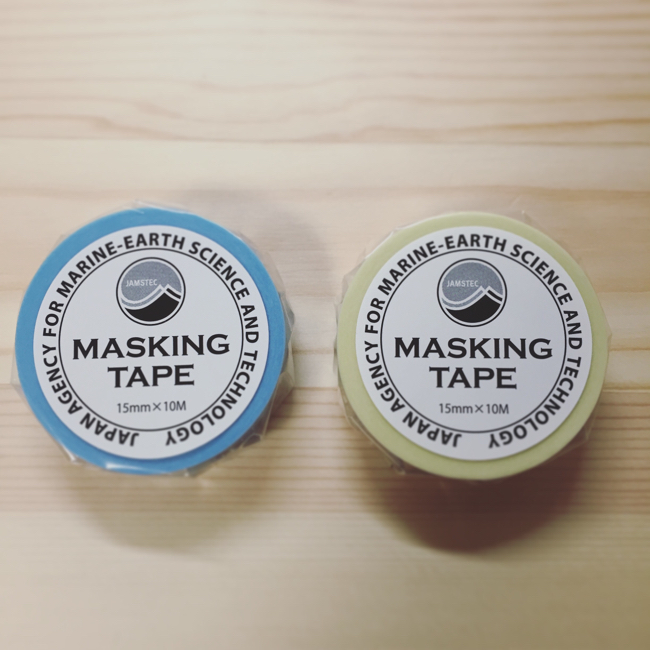 JAPAN AGENCY FOR MARINE-EARTH SCIENCE AND TECHNOLOGY
JAMSTEC
MASKING
TAPE
15mm×10M
JAPAN AGENCY FOR MARINE-EARTH SCIENCE AND TECHNOLOGY
JAMSTEC
MASKING
TAPE
15mm×10M